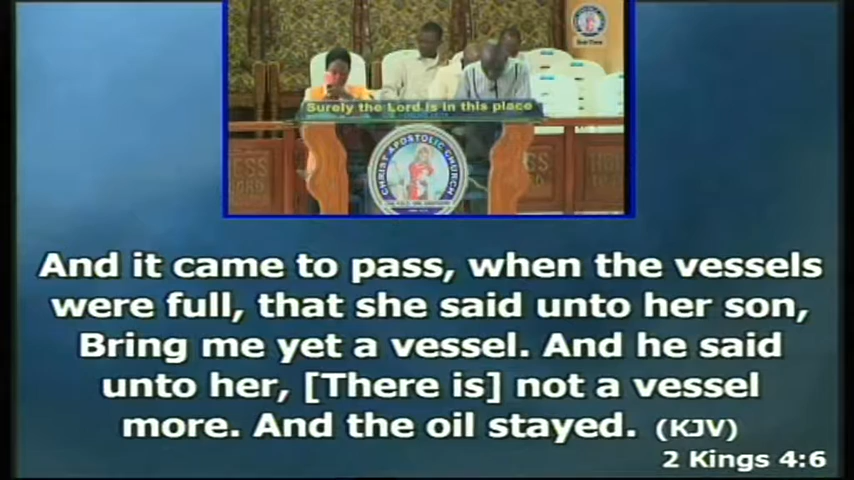 Surely the Lord is in this place
CHRIST APOSTOLIC CHURCH
And it came to pass, when the vessels
were full, that she said unto her son,
Bring me yet a vessel. And he said
unto her, [There is] not a vessel
more. And the oil stayed. (KJV)
2 Kings 4:6